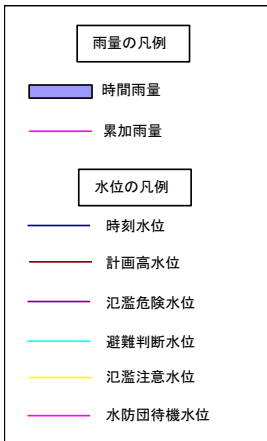 雨量の凡例
時間雨量
累加雨量
水位の凡例
時刻水位
計画高水位
氾濫危険水位
避難判断水位
氾濫注意水位
水防団待機水位